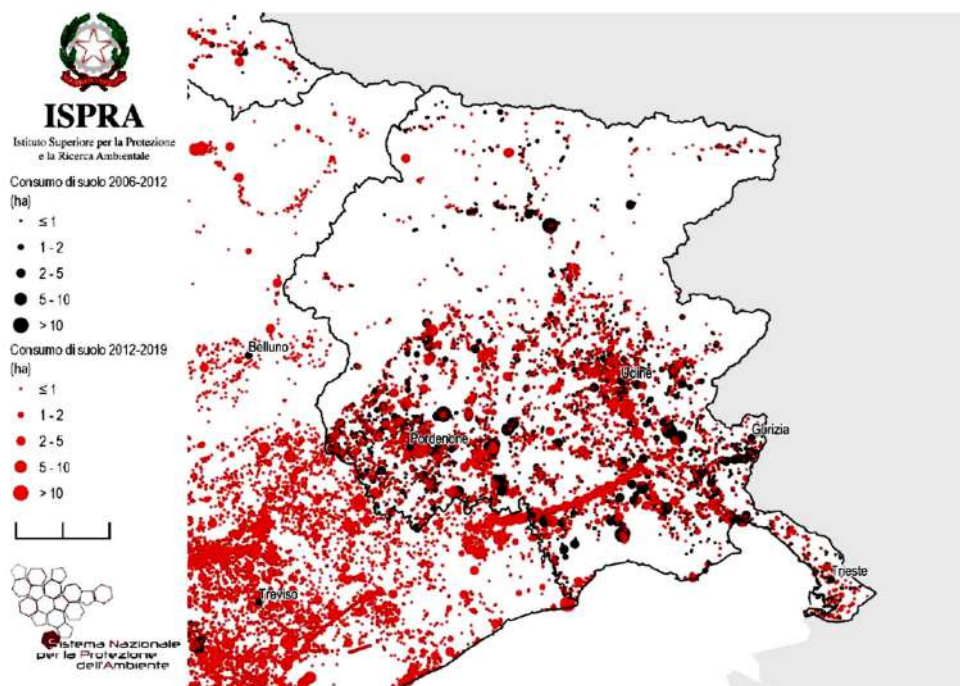 ISPRA
Istituto Superiore per la Protezione
e la Ricerca Ambientale
Consumo di suolo 2006-2012
(ha)
≤ 1
1 - 2
2 - 5
5 - 10
> 10
Consumo di suolo 2012-2019
(ha)
≤ 1
1 - 2
2 - 5
5 - 10
> 10
Sistema Nazionale
per la Protezione
dell'Ambiente
Belluno
Udine
Pordenone
Gorizia
Treviso
Trieste